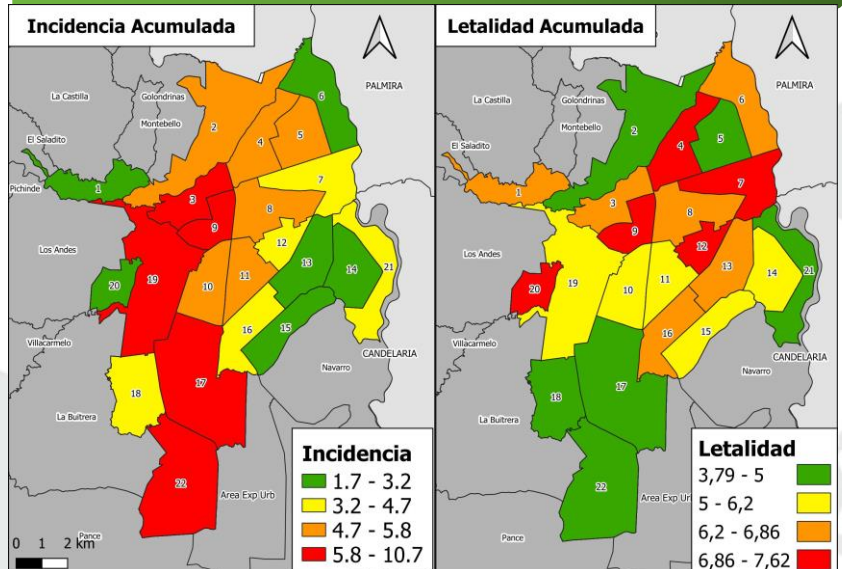 Incidencia Acumulada
PALMIRA
La Castilla
Golondrinas
Montebello
El Saladito
Pichinde
Los Andes
Villacarmelo
La Buitrera
Pance
Navarro
CANDELARIA
Area Exp Urb
1
2
3
4
5
6
7
8
9
10
11
12
13
14
15
16
17
18
19
20
21
22
0 1 2 km
Incidencia
1.7 - 3.2
3.2 - 4.7
4.7 - 5.8
5.8 - 10.7
Letalidad Acumulada
PALMIRA
La Castilla
Golondrinas
Montebello
El Saladito
Pichinde
Los Andes
Villacarmelo
La Buitrera
Pance
Navarro
CANDELARIA
Area Exp Ur
1
2
3
4
5
6
7
8
9
10
11
12
13
14
15
16
17
18
19
20
21
22
Letalidad
3,79 - 5
5 - 6,2
6,2 - 6,86
6,86 - 7,62